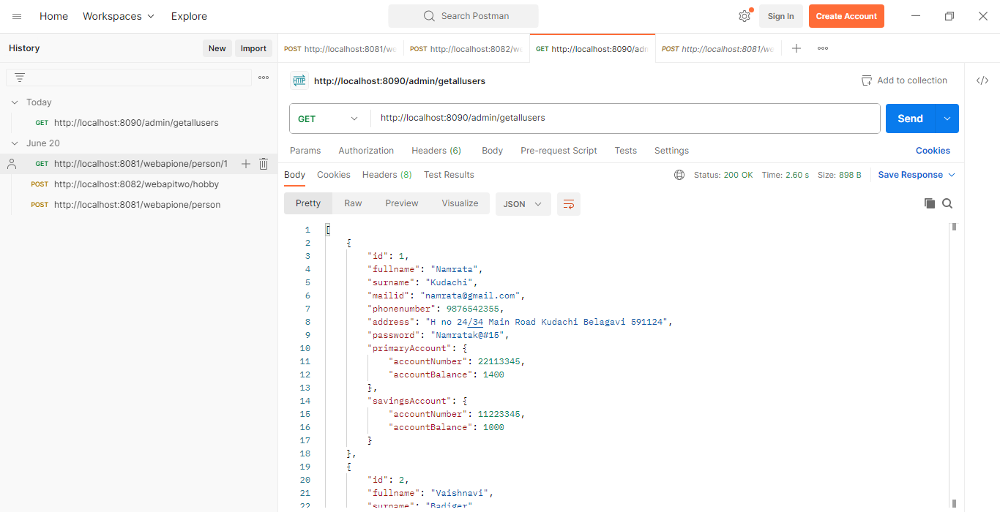 Home Workspaces Explore Search Postman Sign In Create Account
History New Import
POST http://localhost:8081/we POST http://localhost:8082/we GET http://localhost:8090/adm POST http://localhost:8081/we
HTTP http://localhost:8090/admin/getallusers Add to collection </>
Today
GET http://localhost:8090/admin/getallusers
June 20
GET http://localhost:8081/webapione/person/1
POST http://localhost:8082/webapitwo/hobby
POST http://localhost:8081/webapione/person
GET http://localhost:8090/admin/getallusers Send
Params Authorization Headers (6) Body Pre-request Script Tests Settings Cookies
Body Cookies Headers (8) Test Results Status: 200 OK Time: 2.60 s Size: 898 B Save Response
Pretty Raw Preview Visualize JSON
1 [
2 {
3 "id": 1,
4 "fullname": "Namrata",
5 "surname": "Kudachi",
6 "mailid": "namrata@gmail.com",
7 "phonenumber": 9876542355,
8 "address": "H no 24/34 Main Road Kudachi Belagavi 591124",
9 "password": "Namratak@#15",
10 "primaryAccount": {
11 "accountNumber": 22113345,
12 "accountBalance": 1400
13 },
14 "savingsAccount": {
15 "accountNumber": 11223345,
16 "accountBalance": 1000
17 }
18 },
19 {
20 "id": 2,
21 "fullname": "Vaishnavi",
22 "surname": "Badiger"